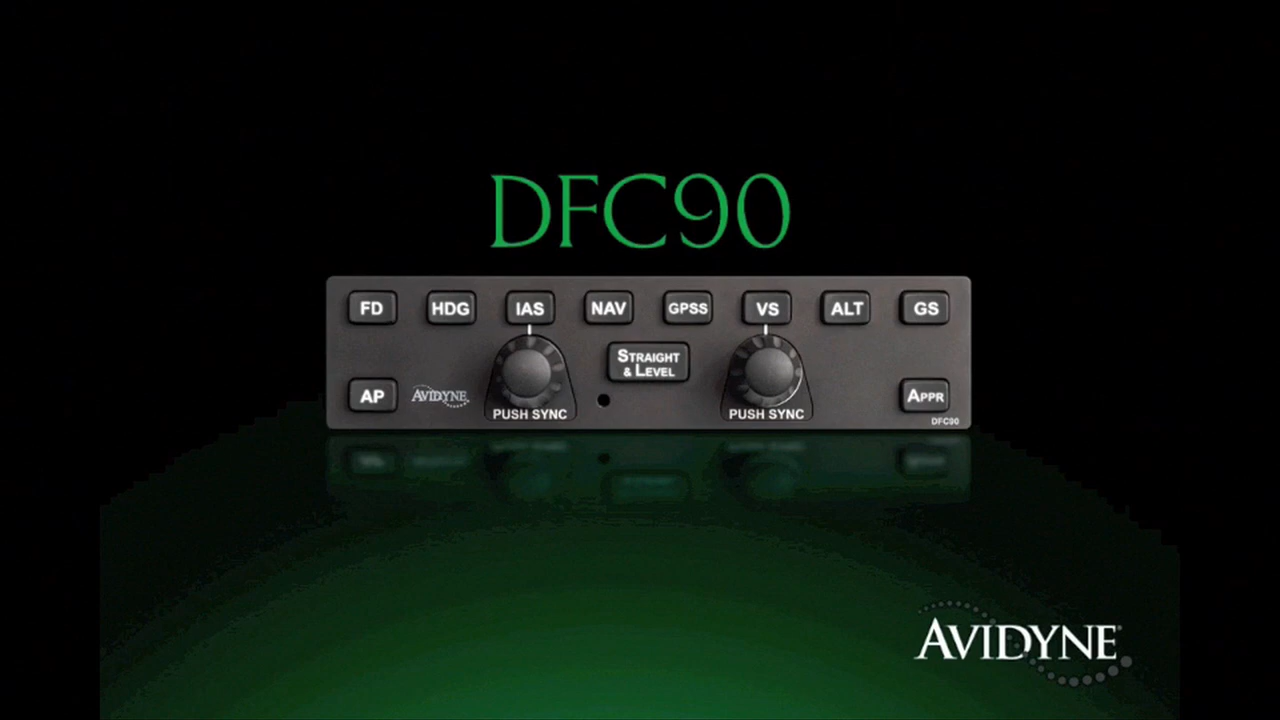 DFC90
FD HDG IAS NAV GPSS VS ALT GS
STRAIGHT
& LEVEL
AP AVIDYNE PUSH SYNC PUSH SYNC APPR
DFC90
AVIDYNE